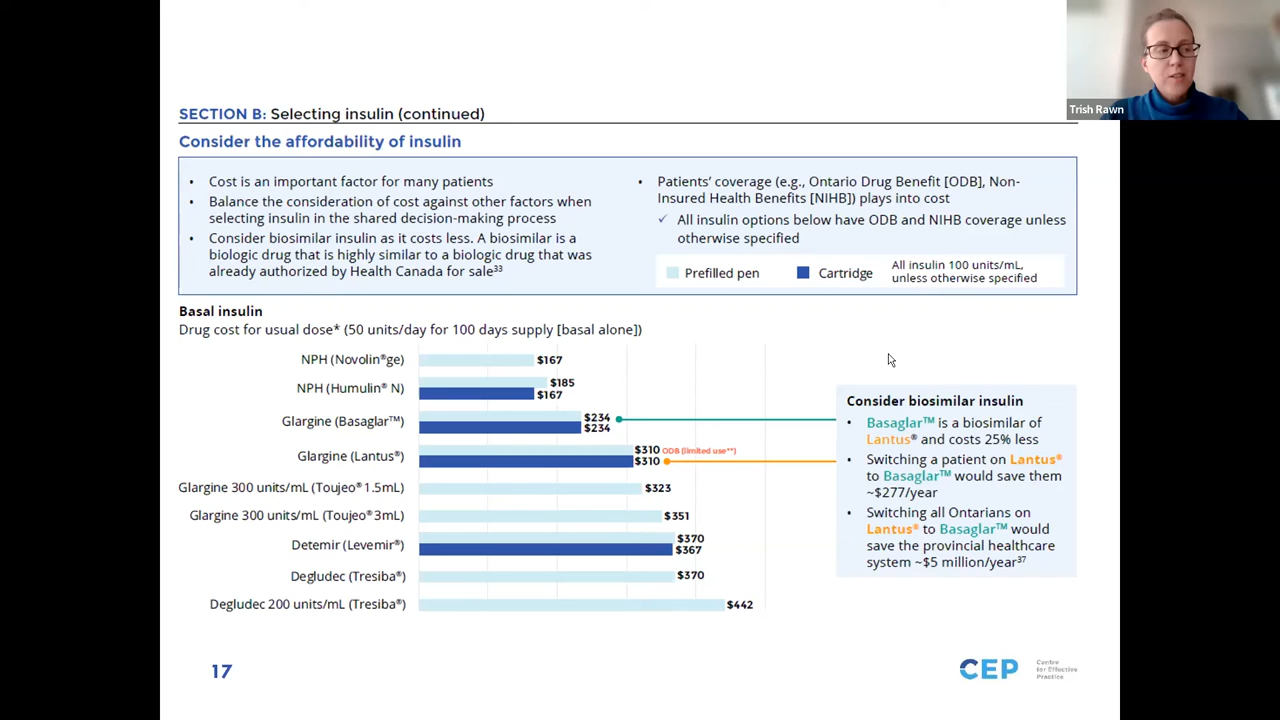 Trish Rawn
SECTION B: Selecting insulin (continued)
Consider the affordability of insulin
• Cost is an important factor for many patients
• Balance the consideration of cost against other factors when
selecting insulin in the shared decision-making process
• Consider biosimilar insulin as it costs less. A biosimilar is a
biologic drug that is highly similar to a biologic drug that was
already authorized by Health Canada for sale³³
• Patients’ coverage (e.g., Ontario Drug Benefit [ODB], Non-
Insured Health Benefits [NIHB]) plays into cost
✓ All insulin options below have ODB and NIHB coverage unless
otherwise specified
Prefilled pen
Cartridge
All insulin 100 units/mL,
unless otherwise specified
Basal insulin
Drug cost for usual dose* (50 units/day for 100 days supply [basal alone])
NPH (Novolin®ge) $167
NPH (Humulin® N) $185
$167
Glargine (Basaglar™) $234
$234
Glargine (Lantus®) $310 ODB (limited use**)
$310
Glargine 300 units/mL (Toujeo® 1.5mL) $323
Glargine 300 units/mL (Toujeo® 3mL) $351
Detemir (Levemir®) $370
$367
Degludec (Tresiba®) $370
Degludec 200 units/mL (Tresiba®) $442
Consider biosimilar insulin
• Basaglar™ is a biosimilar of
Lantus® and costs 25% less
• Switching a patient on Lantus®
to Basaglar™ would save them
~$277/year
• Switching all Ontarians on
Lantus® to Basaglar™ would
save the provincial healthcare
system ~$5 million/year³⁷
17
CEP
Centre
for Effective
Practice